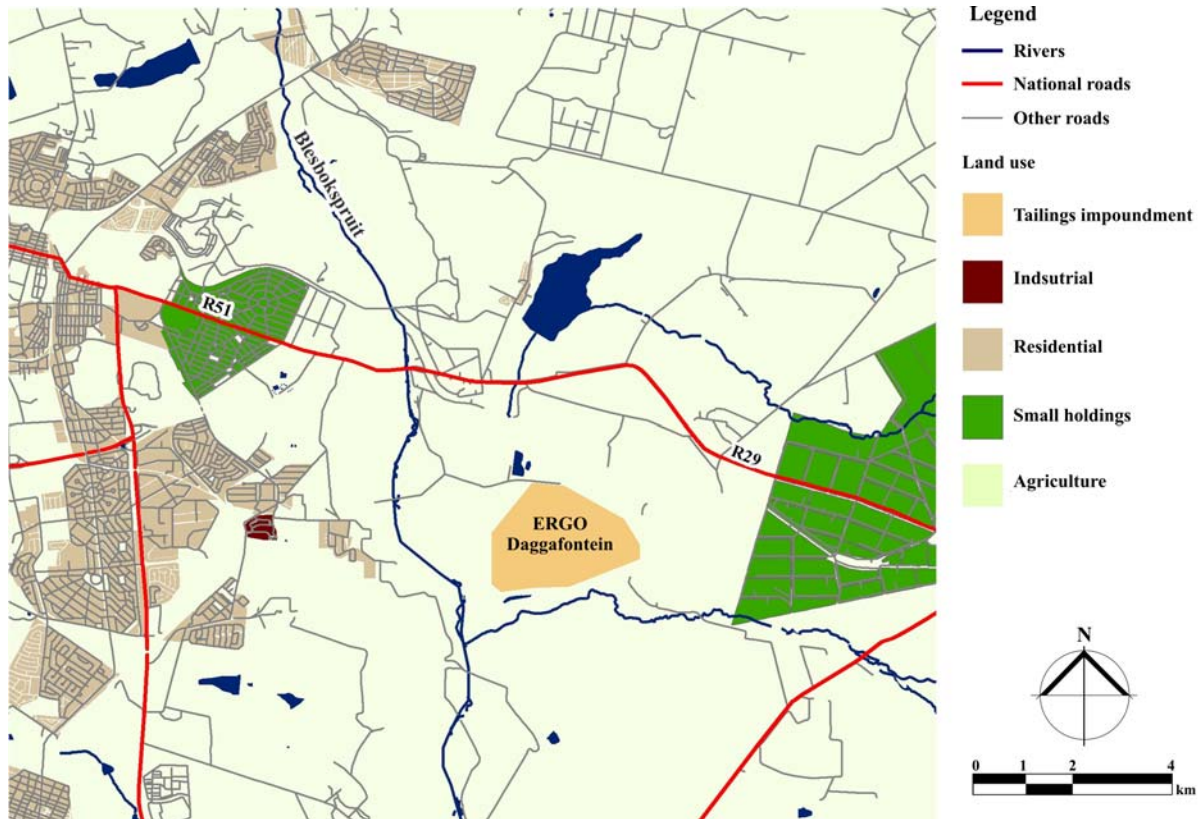 Legend
Rivers
National roads
Other roads
Land use
Tailings impoundment
Indsutrial
Residential
Small holdings
Agriculture
Blesbokspruit
R51
R29
ERGO
Daggafontein
N
0 1 2 4
km